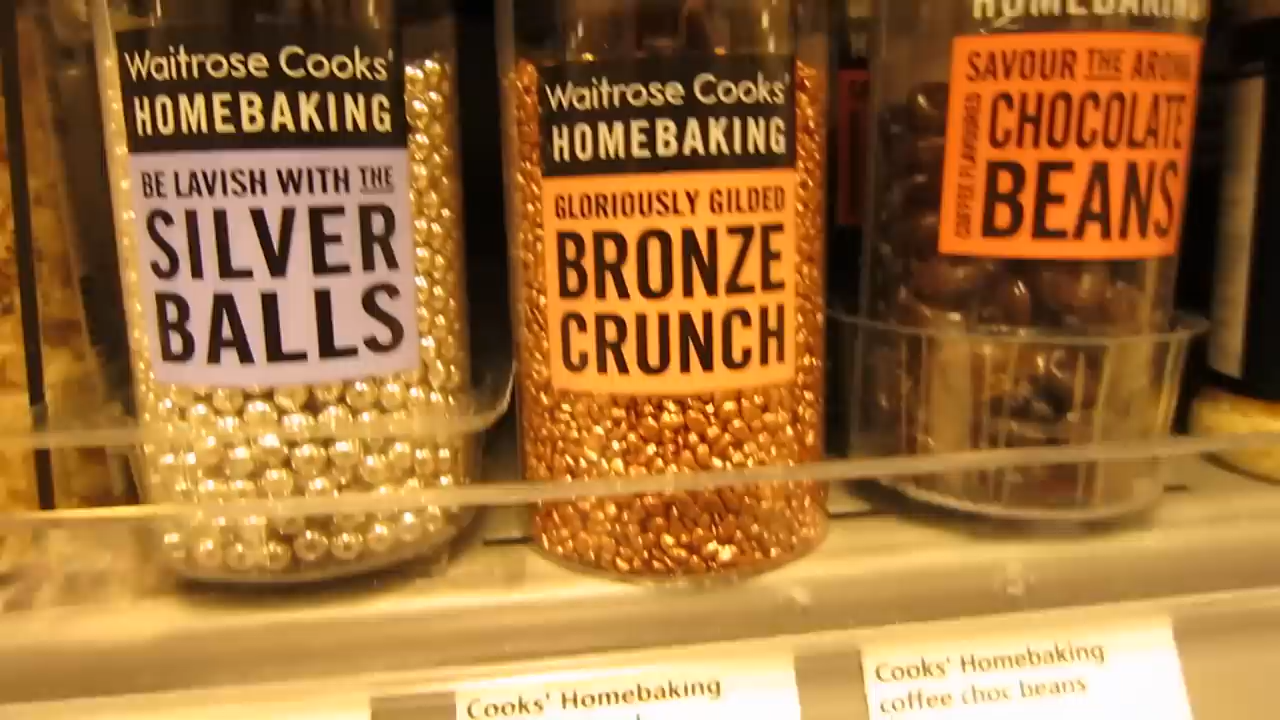 Waitrose Cooks'
HOMEBAKING
BE LAVISH WITH THE
SILVER
BALLS
Waitrose Cooks'
HOMEBAKING
GLORIOUSLY GILDED
BRONZE
CRUNCH
HOMEBAKING
SAVOUR THE AROMA
COFFEE FLAVOURED
CHOCOLATE
BEANS
Cooks' Homebaking
Cooks' Homebaking
coffee choc beans